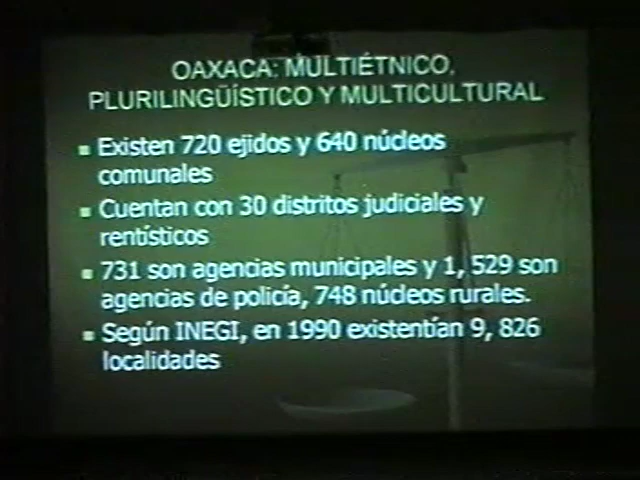 OAXACA: MULTIÉTNICO,
PLURILINGÜÍSTICO Y MULTICULTURAL
Existen 720 ejidos y 640 núcleos
comunales
Cuentan con 30 distritos judiciales y
rentísticos
731 son agencias municipales y 1, 529 son
agencias de policía, 748 núcleos rurales.
Según INEGI, en 1990 existentían 9, 826
localidades